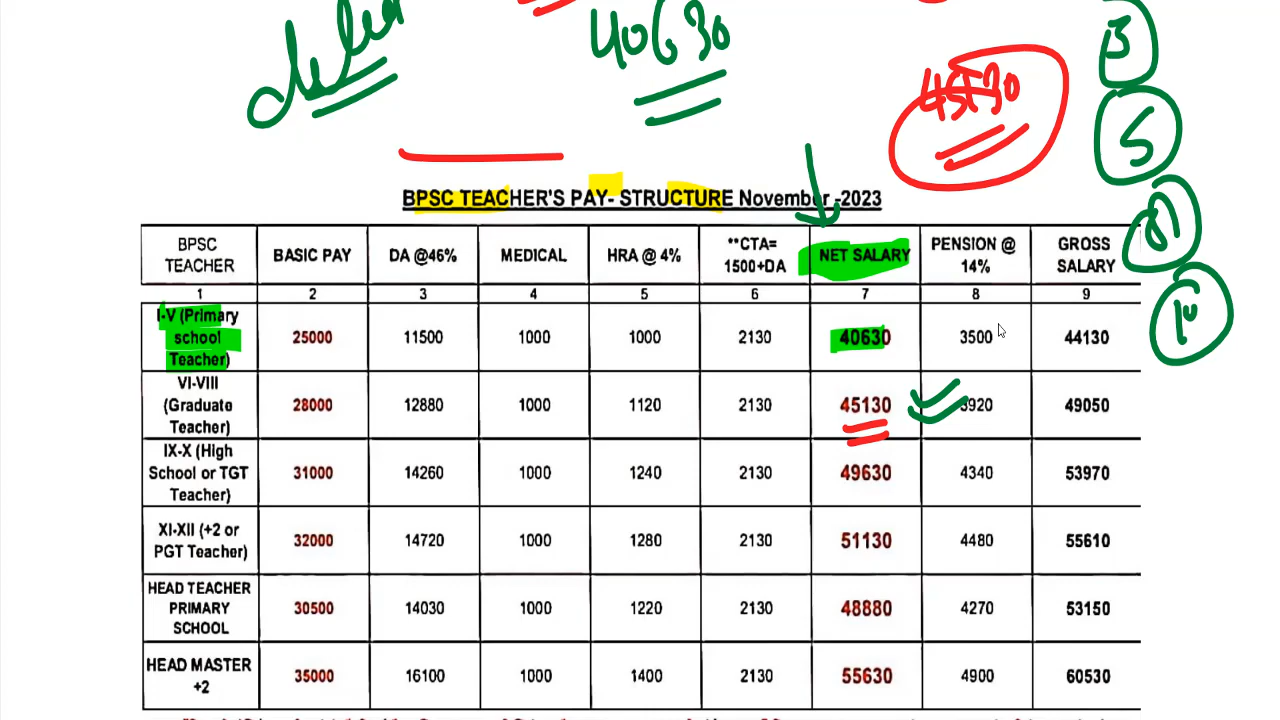 40630
3
45130
5
BPSC TEACHER'S PAY- STRUCTURE November -2023
BPSC TEACHER BASIC PAY DA @46% MEDICAL HRA @ 4% **CTA= 1500+DA NET SALARY PENSION @ 14% GROSS SALARY
1 2 3 4 5 6 7 8 9
I-V (Primary school Teacher) 25000 11500 1000 1000 2130 40630 3500 44130
VI-VIII (Graduate Teacher) 28000 12880 1000 1120 2130 45130 3920 49050
IX-X (High School or TGT Teacher) 31000 14260 1000 1240 2130 49630 4340 53970
XI-XII (+2 or PGT Teacher) 32000 14720 1000 1280 2130 51130 4480 55610
HEAD TEACHER PRIMARY SCHOOL 30500 14030 1000 1220 2130 48880 4270 53150
HEAD MASTER +2 35000 16100 1000 1400 2130 55630 4900 60530